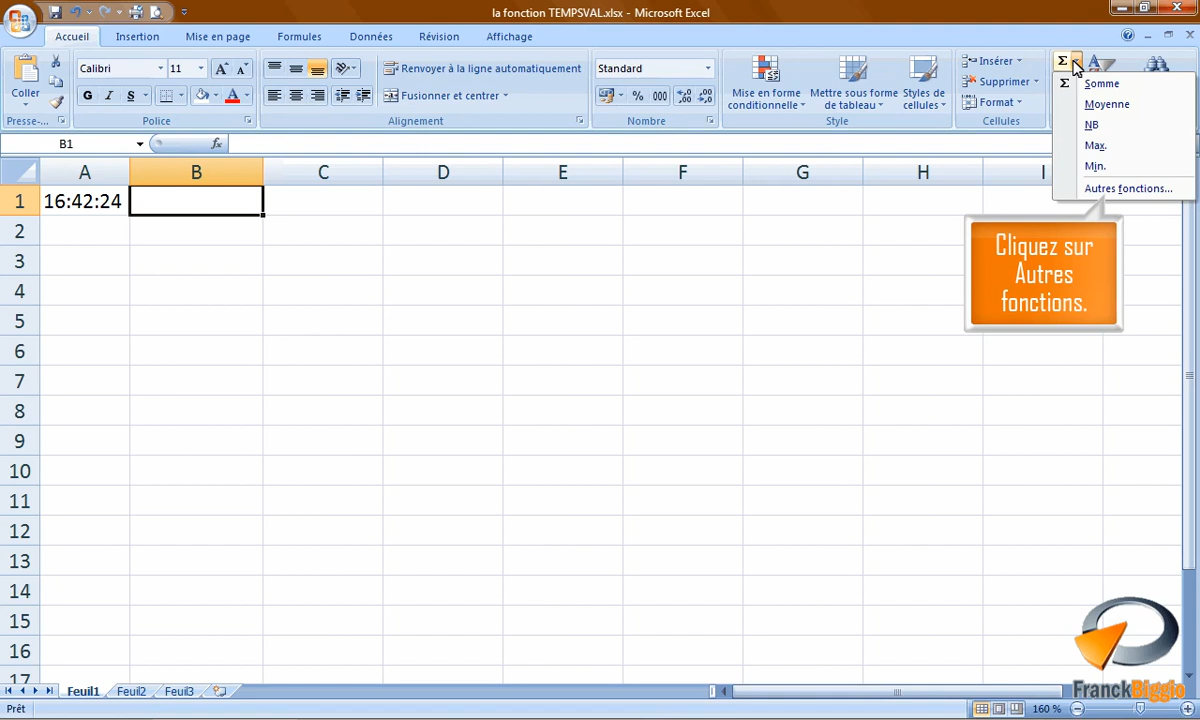 la fonction TEMPSVAL.xlsx - Microsoft Excel
Accueil Insertion Mise en page Formules Données Révision Affichage
Coller
Presse-...
Calibri 11
G I S A
Police
Renvoyer à la ligne automatiquement
Fusionner et centrer
Alignement
Standard
% 000
Nombre
Mise en forme conditionnelle
Mettre sous forme de tableau
Styles de cellules
Style
Insérer
Supprimer
Format
Cellules
Σ
Σ Somme
Moyenne
NB
Max.
Min.
Autres fonctions...
B1 fx
A B C D E F G H I
1 16:42:24
2
3
4
5
6
7
8
9
10
11
12
13
14
15
16
17
Cliquez sur
Autres
fonctions.
FranckBiggio
Feuil1 Feuil2 Feuil3
Prêt 160 %